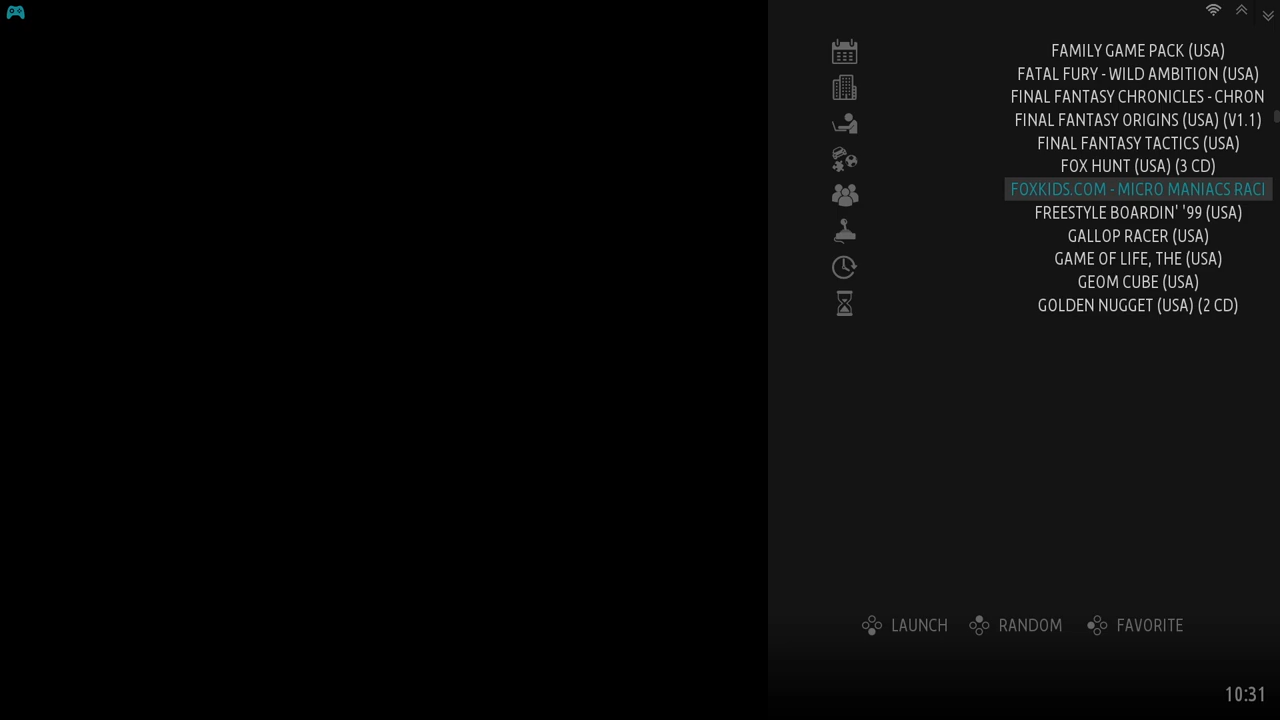 FAMILY GAME PACK (USA)
FATAL FURY - WILD AMBITION (USA)
FINAL FANTASY CHRONICLES - CHRON
FINAL FANTASY ORIGINS (USA) (V1.1)
FINAL FANTASY TACTICS (USA)
FOX HUNT (USA) (3 CD)
FOXKIDS.COM - MICRO MANIACS RACI
FREESTYLE BOARDIN' '99 (USA)
GALLOP RACER (USA)
GAME OF LIFE, THE (USA)
GEOM CUBE (USA)
GOLDEN NUGGET (USA) (2 CD)
LAUNCH RANDOM FAVORITE
10:31